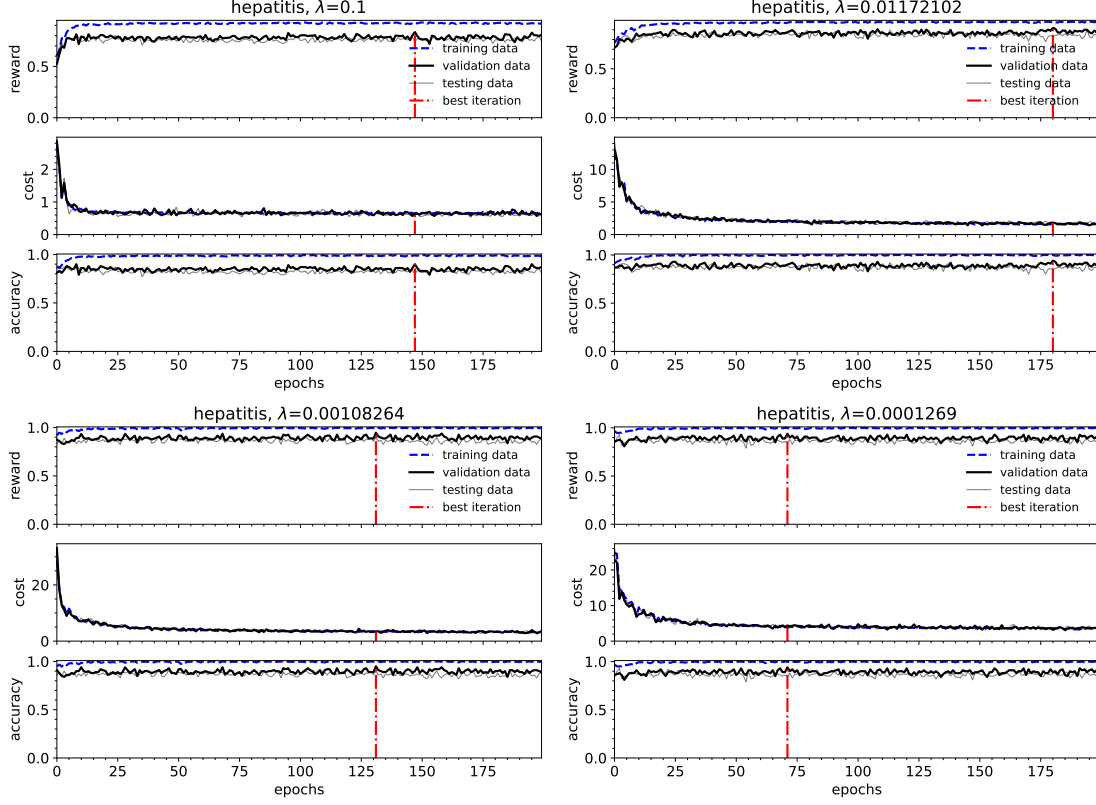 hepatitis, λ=0.1
reward
0.5
0.0
training data
validation data
testing data
best iteration
cost
2
1
0
accuracy
1.0
0.5
0.0
0 25 50 75 100 125 150 175
epochs
hepatitis, λ=0.01172102
reward
0.5
0.0
training data
validation data
testing data
best iteration
cost
10
5
0
accuracy
1.0
0.5
0.0
0 25 50 75 100 125 150 175
epochs
hepatitis, λ=0.00108264
reward
1.0
0.5
0.0
training data
validation data
testing data
best iteration
cost
20
0
accuracy
1.0
0.5
0.0
0 25 50 75 100 125 150 175
epochs
hepatitis, λ=0.0001269
reward
1.0
0.5
0.0
training data
validation data
testing data
best iteration
cost
20
10
0
accuracy
1.0
0.5
0.0
0 25 50 75 100 125 150 175
epochs